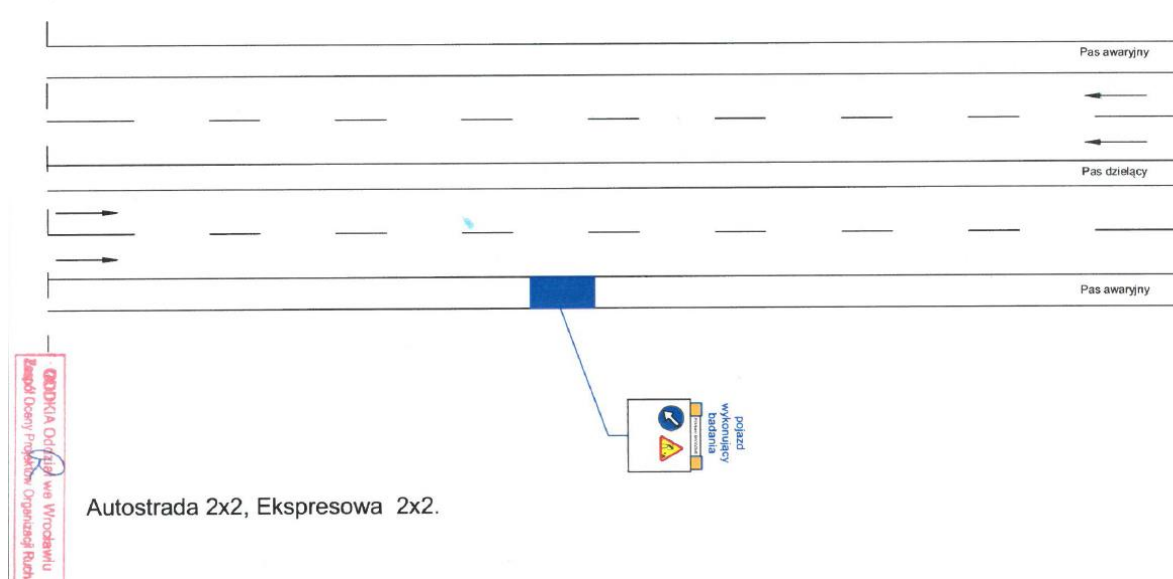 Pas awaryjny
Pas dzielący
Pas awaryjny
pojazd
wykonujący
badania
GDDKiA Oddział we Wrocławiu
Zespół Oceny Projektów Organizacji Ruch
Autostrada 2x2, Ekspresowa 2x2.